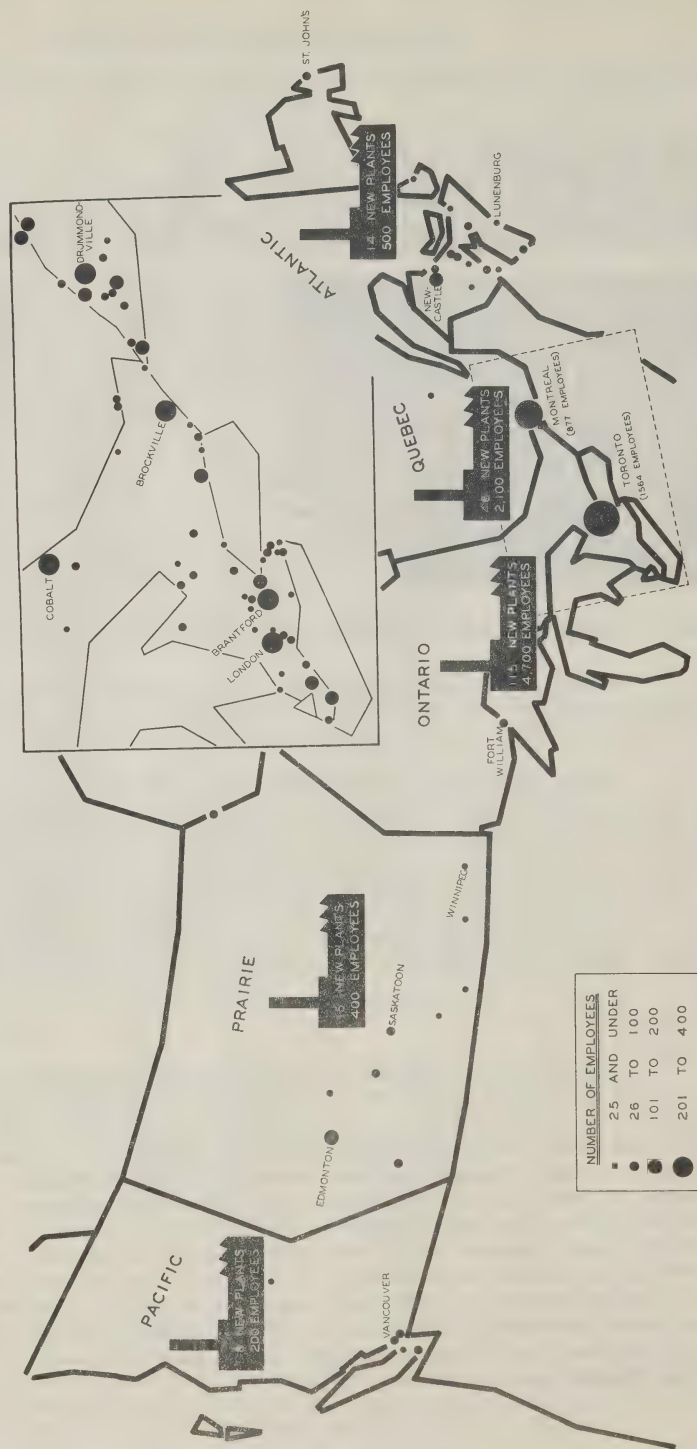 PACIFIC
NEW PLANTS
200 EMPLOYEES
VANCOUVER
PRAIRIE
NEW PLANTS
400 EMPLOYEES
EDMONTON
SASKATOON
WINNIPEG
ONTARIO
NEW PLANTS
4,700 EMPLOYEES
FORT
WILLIAM
QUEBEC
NEW PLANTS
2,100 EMPLOYEES
MONTREAL
(877 EMPLOYEES)
TORONTO
(1564 EMPLOYEES)
ATLANTIC
14 NEW PLANTS
500 EMPLOYEES
NEW-
CASTLE
LUNENBURG
ST. JOHN'S
COBALT
BROCKVILLE
DRUMMOND-
VILLE
BRANTFORD
LONDON
NUMBER OF EMPLOYEES
25 AND UNDER
26 TO 100
101 TO 200
201 TO 400